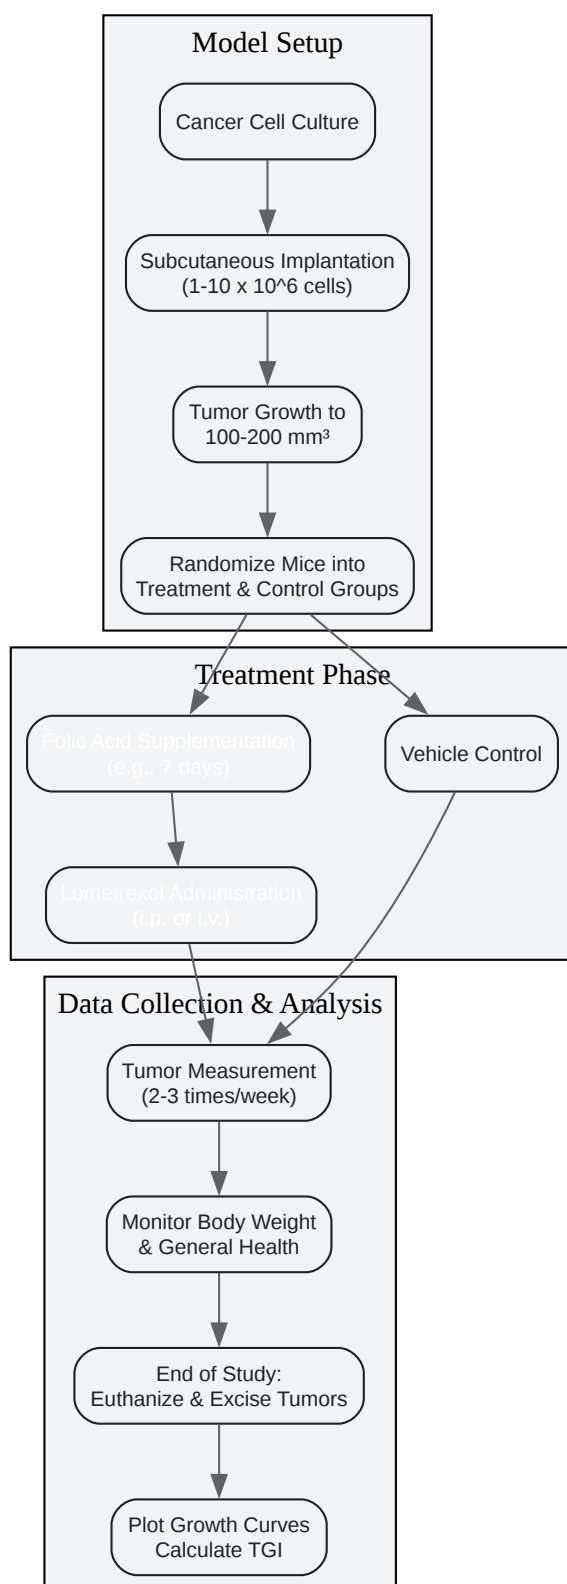 Model Setup
Cancer Cell Culture
Subcutaneous Implantation
(1-10 x 10^6 cells)
Tumor Growth to
100-200 mm³
Randomize Mice into
Treatment & Control Groups
Treatment Phase
Folic Acid Supplementation
(e.g., 7 days)
Vehicle Control
Lometrexol Administration
(i.p. or i.v.)
Data Collection & Analysis
Tumor Measurement
(2-3 times/week)
Monitor Body Weight
& General Health
End of Study:
Euthanize & Excise Tumors
Plot Growth Curves
Calculate TGI